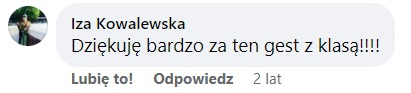 Iza Kowalewska
Dziękuję bardzo za ten gest z klasą!!!!
Lubię to! Odpowiedz 2 lat